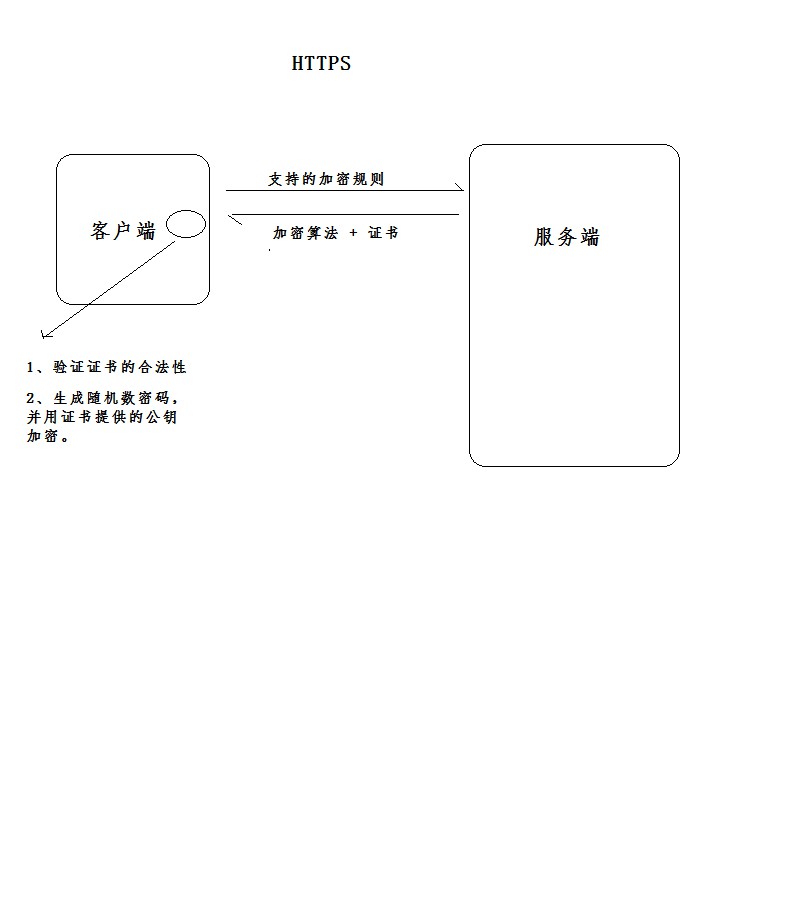 HTTPS
支持的加密规则
客户端
加密算法 + 证书
服务端
1、验证证书的合法性
2、生成随机数密码，
并用证书提供的公钥
加密。